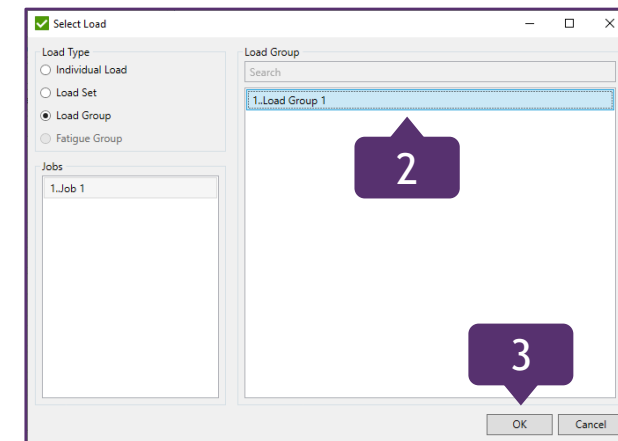 Select Load
Load Type
Individual Load
Load Set
Load Group
Fatigue Group
Jobs
1..Job 1
Load Group
Search
1..Load Group 1
2
3
OK
Cancel